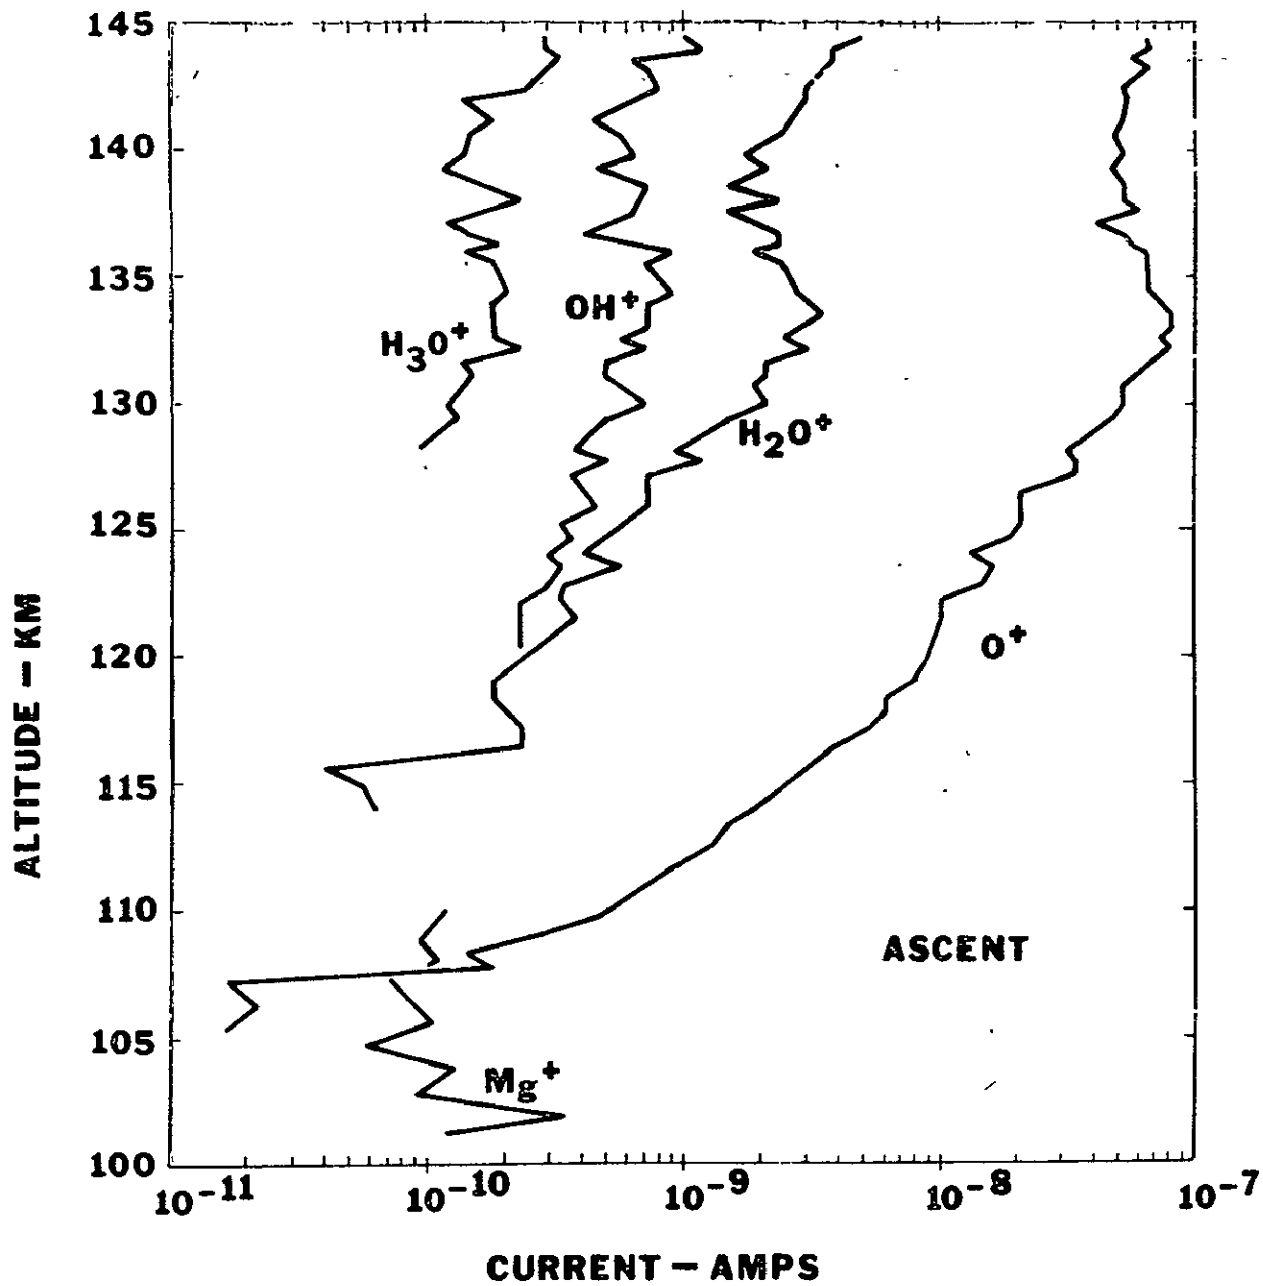 145
140
135
130
125
120
115
110
105
100
ALTITUDE — KM
H3O+
OH+
H2O+
O+
ASCENT
Mg+
10-11
10-10
10-9
10-8
10-7
CURRENT — AMPS